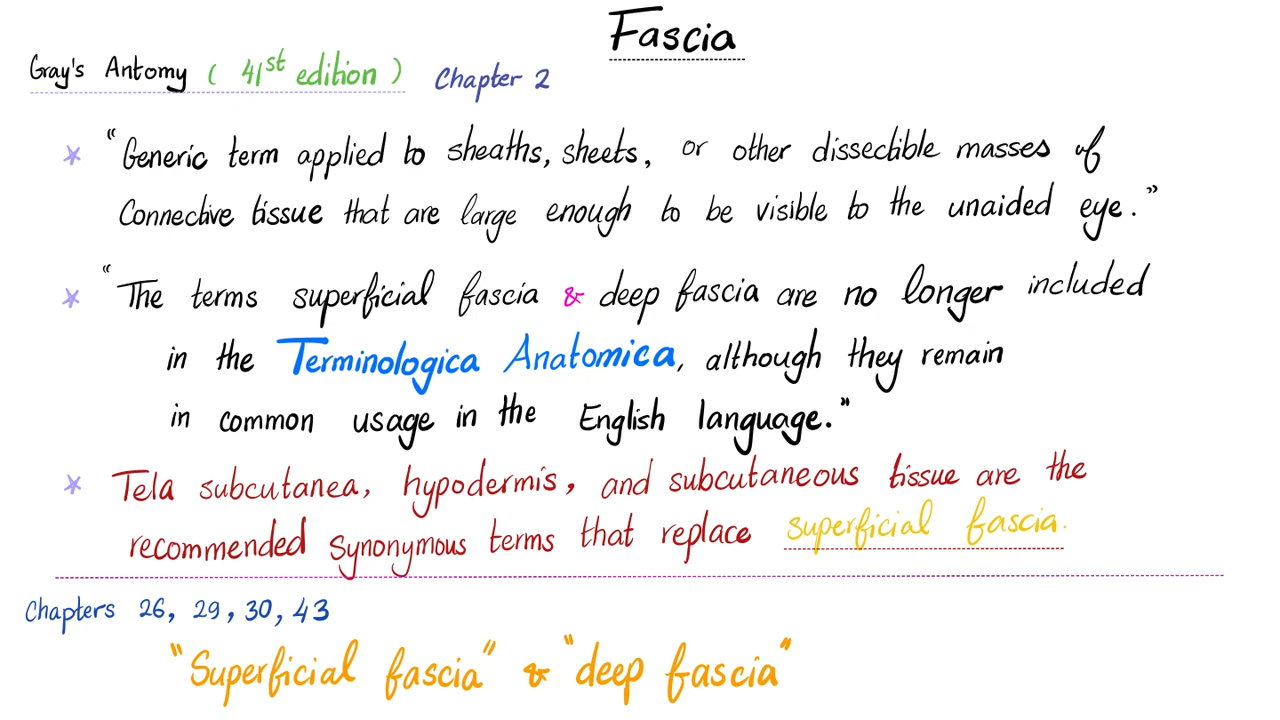 Fascia
Gray's Antomy ( 41st edition ) Chapter 2
* "Generic term applied to sheaths, sheets, or other dissectible masses of
Connective tissue that are large enough to be visible to the unaided eye."
* "The terms superficial fascia & deep fascia are no longer included
in the Terminologica Anatomica, although they remain
in common usage in the English language."
* Tela subcutanea, hypodermis, and subcutaneous tissue are the
recommended synonymous terms that replace superficial fascia.
Chapters 26, 29, 30, 43
"Superficial fascia" & "deep fascia"